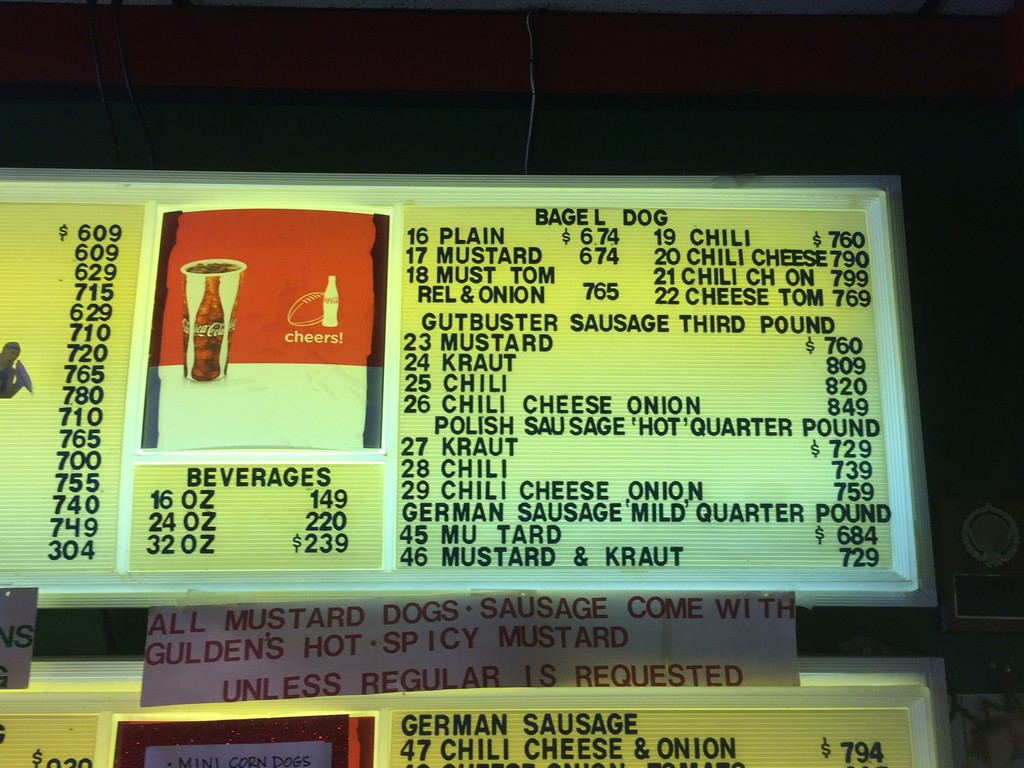 $ 609
609
629
715
629
710
720
765
780
710
765
700
755
740
749
304
Coca-Cola
cheers!
BEVERAGES
16 OZ 149
24 OZ 220
32 OZ $239
BAGEL DOG
16 PLAIN $674 19 CHILI $760
17 MUSTARD 674 20 CHILI CHEESE 790
18 MUST TOM 21 CHILI CH ON 799
REL & ONION 765 22 CHEESE TOM 769
GUTBUSTER SAUSAGE THIRD POUND
23 MUSTARD $760
24 KRAUT 809
25 CHILI 820
26 CHILI CHEESE ONION 849
POLISH SAUSAGE 'HOT' QUARTER POUND
27 KRAUT $729
28 CHILI 739
29 CHILI CHEESE ONION 759
GERMAN SAUSAGE 'MILD' QUARTER POUND
45 MU TARD $684
46 MUSTARD & KRAUT 729
NS
G
ALL MUSTARD DOGS · SAUSAGE COME WITH
GULDEN'S HOT · SPICY MUSTARD
UNLESS REGULAR IS REQUESTED
· MINI CORN DOGS
GERMAN SAUSAGE
47 CHILI CHEESE & ONION $794